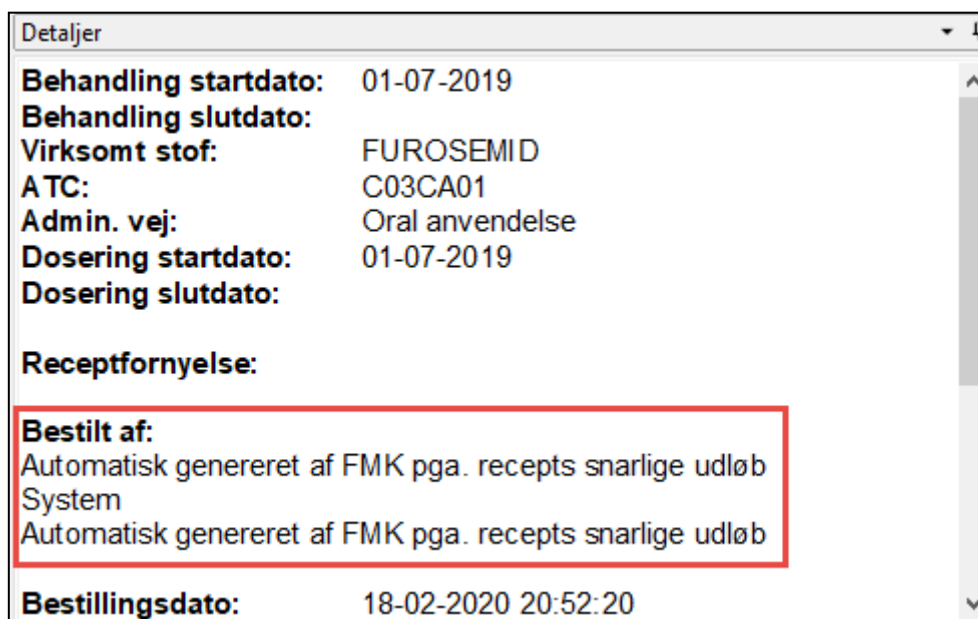 Detaljer
Behandling startdato: 01-07-2019
Behandling slutdato:
Virksomt stof: FUROSEMID
ATC: C03CA01
Admin. vej: Oral anvendelse
Dosering startdato: 01-07-2019
Dosering slutdato:
Receptfornyelse:
Bestilt af:
Automatisk genereret af FMK pga. recepts snarlige udløb
System
Automatisk genereret af FMK pga. recepts snarlige udløb
Bestillingsdato: 18-02-2020 20:52:20